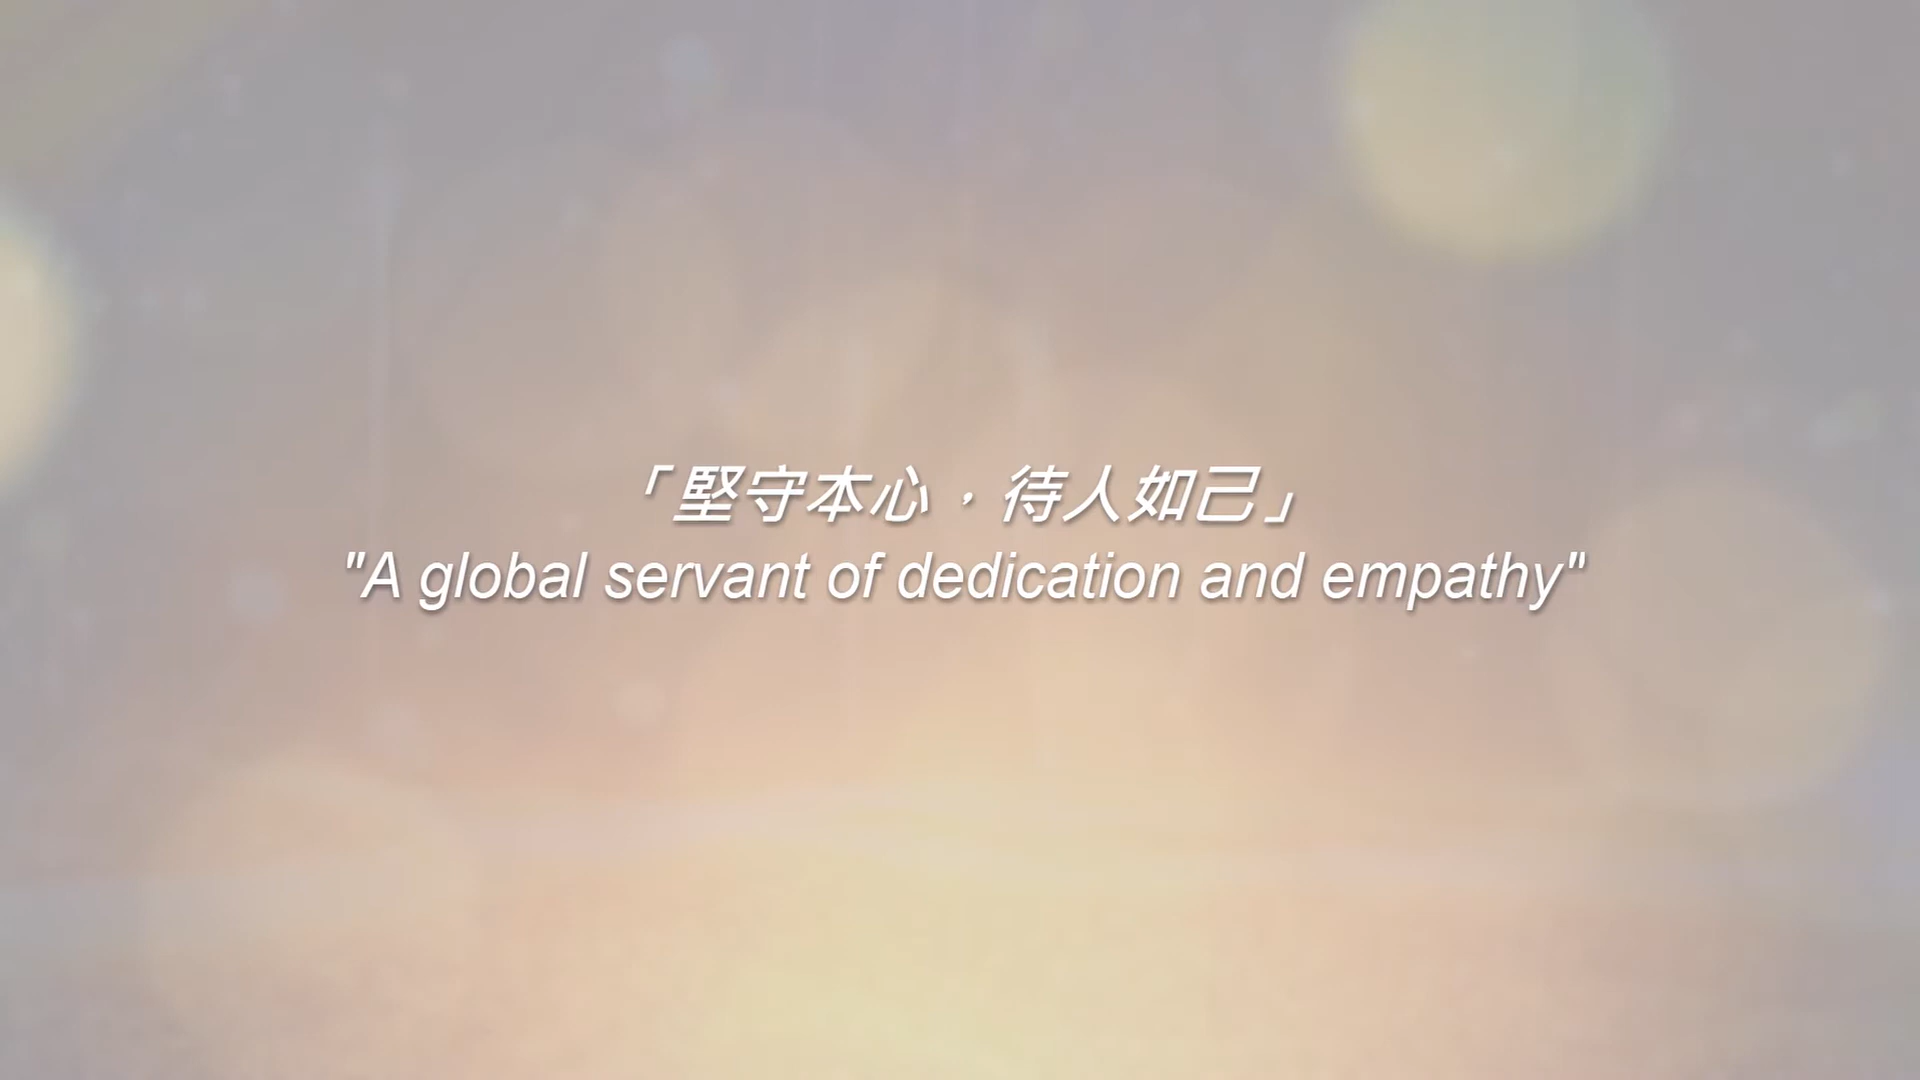 「堅守本心，待人如己」
"A global servant of dedication and empathy"